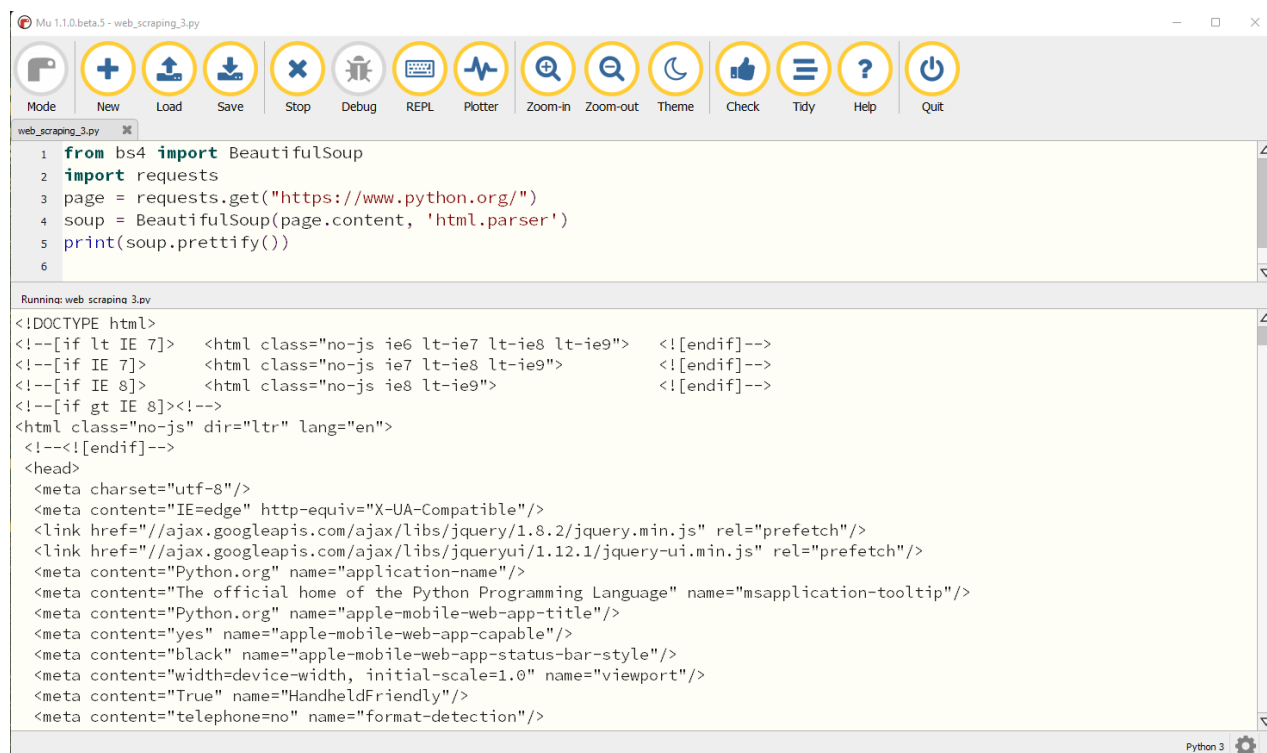 Mu 1.1.0.beta.5 - web_scraping_3.py
Mode New Load Save Stop Debug REPL Plotter Zoom-in Zoom-out Theme Check Tidy Help Quit
web_scraping_3.py
1 from bs4 import BeautifulSoup
2 import requests
3 page = requests.get("https://www.python.org/")
4 soup = BeautifulSoup(page.content, 'html.parser')
5 print(soup.prettify())
6
Running: web_scraping_3.py
<!DOCTYPE html>
<!--[if lt IE 7]>   <html class="no-js ie6 lt-ie7 lt-ie8 lt-ie9">   <![endif]-->
<!--[if IE 7]>      <html class="no-js ie7 lt-ie8 lt-ie9">          <![endif]-->
<!--[if IE 8]>      <html class="no-js ie8 lt-ie9">                 <![endif]-->
<!--[if gt IE 8]><!-->
<html class="no-js" dir="ltr" lang="en">
 <!--<![endif]-->
 <head>
  <meta charset="utf-8"/>
  <meta content="IE=edge" http-equiv="X-UA-Compatible"/>
  <link href="//ajax.googleapis.com/ajax/libs/jquery/1.8.2/jquery.min.js" rel="prefetch"/>
  <link href="//ajax.googleapis.com/ajax/libs/jqueryui/1.12.1/jquery-ui.min.js" rel="prefetch"/>
  <meta content="Python.org" name="application-name"/>
  <meta content="The official home of the Python Programming Language" name="msapplication-tooltip"/>
  <meta content="Python.org" name="apple-mobile-web-app-title"/>
  <meta content="yes" name="apple-mobile-web-app-capable"/>
  <meta content="black" name="apple-mobile-web-app-status-bar-style"/>
  <meta content="width=device-width, initial-scale=1.0" name="viewport"/>
  <meta content="True" name="HandheldFriendly"/>
  <meta content="telephone=no" name="format-detection"/>
Python 3